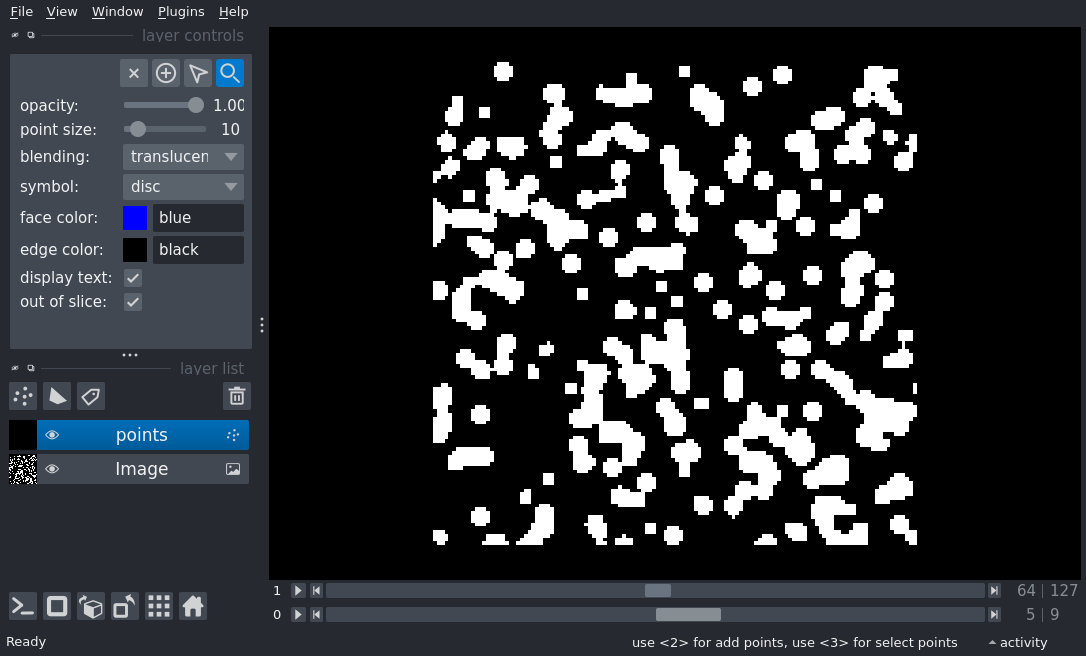 File View Window Plugins Help
layer controls
opacity: 1.00
point size: 10
blending: translucen
symbol: disc
face color: blue
edge color: black
display text:
out of slice:
layer list
points
Image
1 64 127
0 5 9
Ready use <2> for add points, use <3> for select points activity